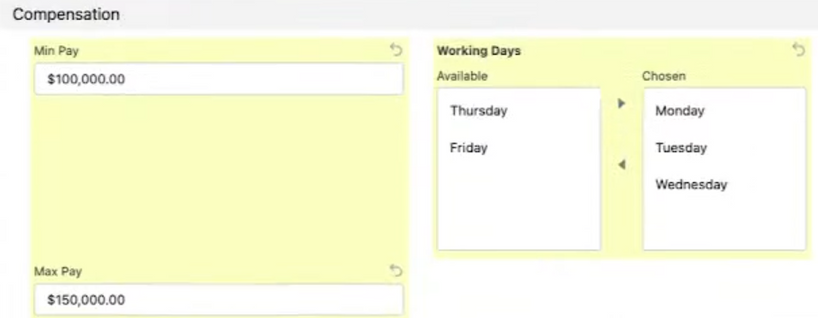 Compensation
Min Pay
$100,000.00
Working Days
Available
Chosen
Thursday
Friday
Monday
Tuesday
Wednesday
Max Pay
$150,000.00